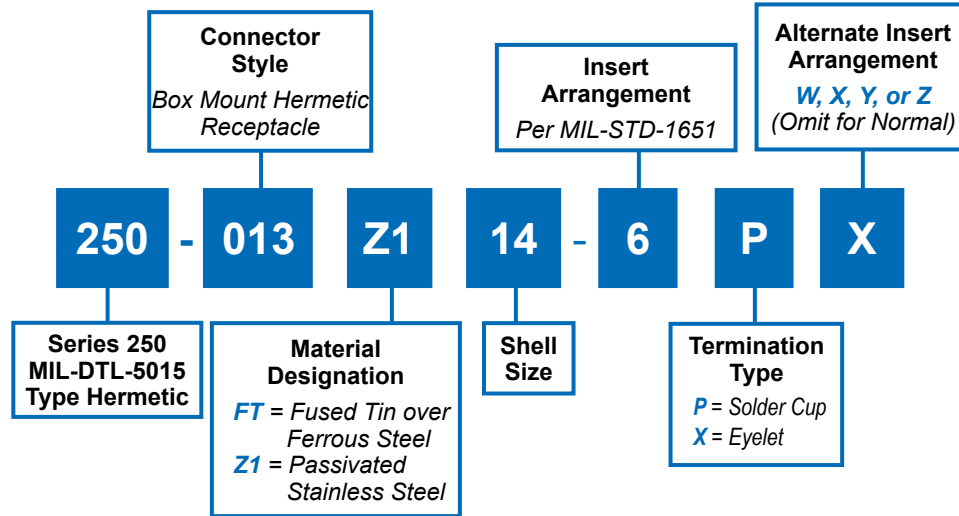 Connector
Style
Box Mount Hermetic
Receptacle
Insert
Arrangement
Per MIL-STD-1651
Alternate Insert
Arrangement
W, X, Y, or Z
(Omit for Normal)
250 - 013 Z1 14 - 6 P X
Series 250
MIL-DTL-5015
Type Hermetic
Material
Designation
FT = Fused Tin over
Ferrous Steel
Z1 = Passivated
Stainless Steel
Shell
Size
Termination
Type
P = Solder Cup
X = Eyelet